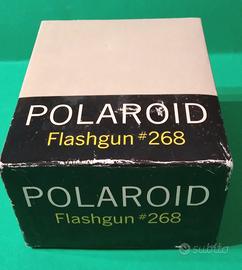 POLAROID
Flashgun #268
POLAROID
Flashgun #268
subito